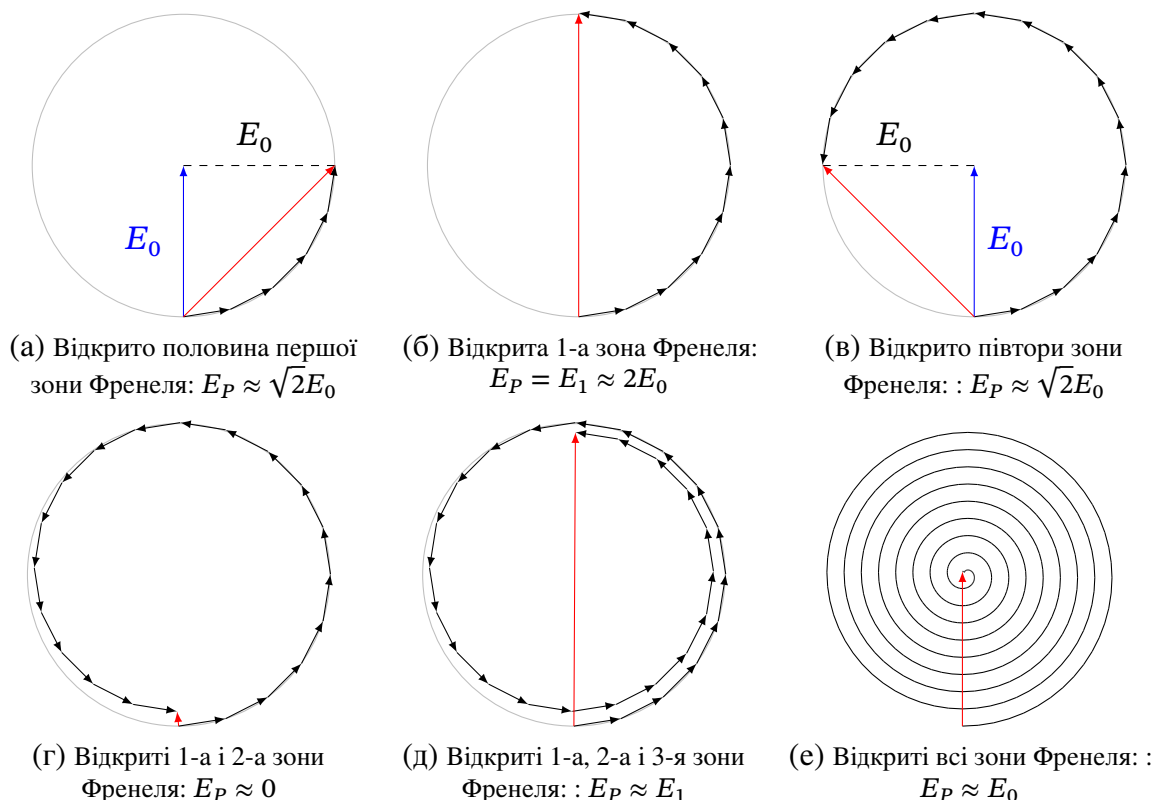 E₀
E₀
(а) Відкрито половина першої
зони Френеля: E_P ≈ √2E₀
(б) Відкрита 1-а зона Френеля:
E_P = E₁ ≈ 2E₀
E₀
E₀
(в) Відкрито півтори зони
Френеля: : E_P ≈ √2E₀
(г) Відкриті 1-а і 2-а зони
Френеля: E_P ≈ 0
(д) Відкриті 1-а, 2-а і 3-я зони
Френеля: : E_P ≈ E₁
(е) Відкриті всі зони Френеля: :
E_P ≈ E₀